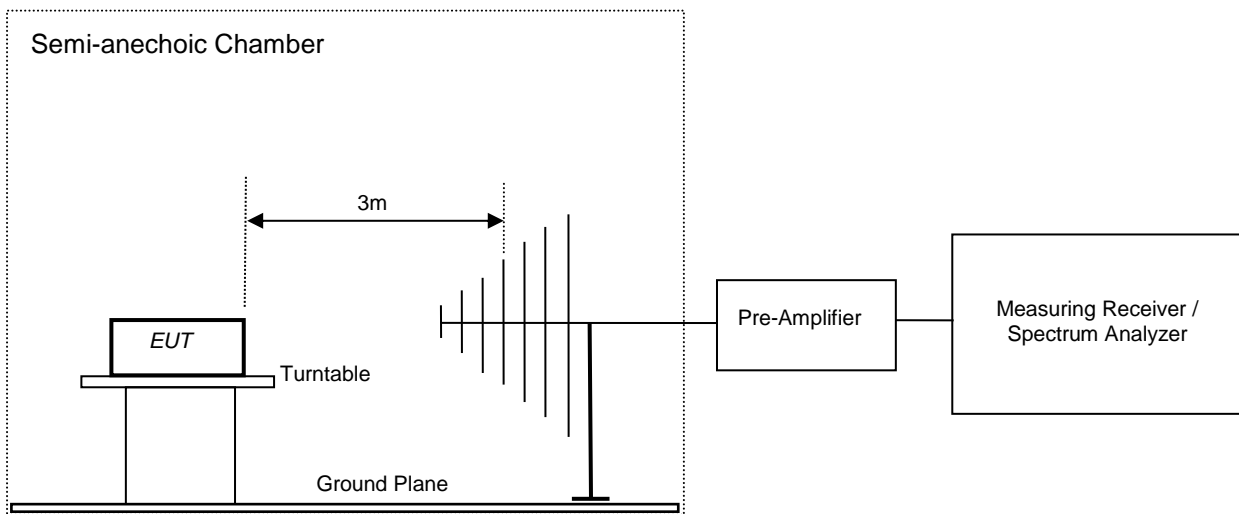 Semi-anechoic Chamber
3m
EUT
Turntable
Ground Plane
Pre-Amplifier
Measuring Receiver /
Spectrum Analyzer